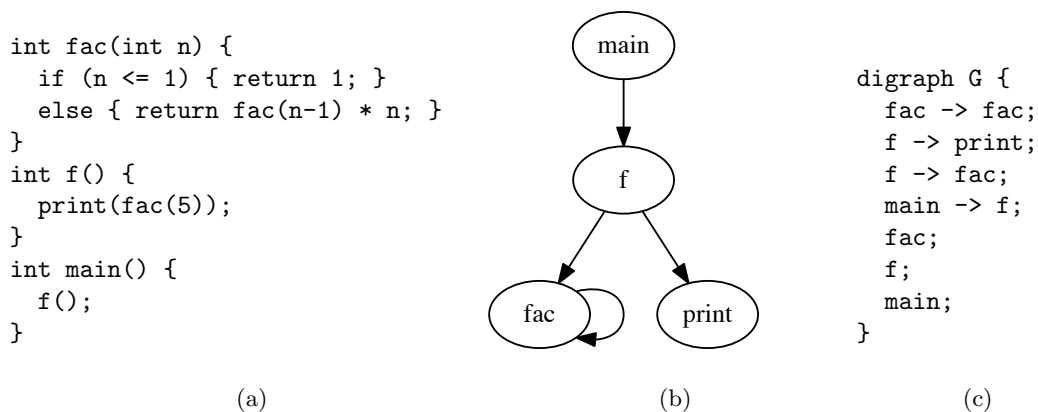 int fac(int n) {
  if (n <= 1) { return 1; }
  else { return fac(n-1) * n; }
}
int f() {
  print(fac(5));
}
int main() {
  f();
}
(a)
main
f
fac
print
(b)
digraph G {
  fac -> fac;
  f -> print;
  f -> fac;
  main -> f;
  fac;
  f;
  main;
}
(c)